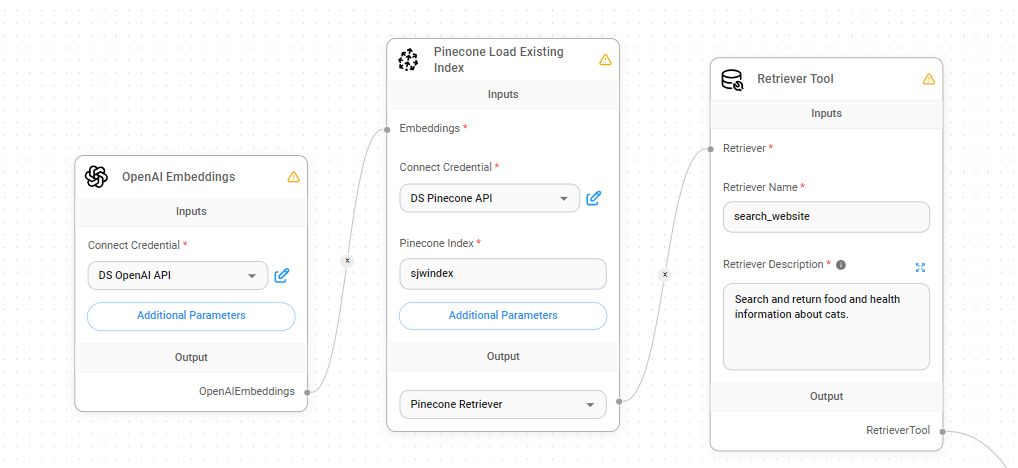 OpenAI Embeddings
Inputs
Connect Credential *
DS OpenAI API
Additional Parameters
Output
OpenAIEmbeddings
x
Pinecone Load Existing
Index
Inputs
Embeddings *
Connect Credential *
DS Pinecone API
Pinecone Index *
sjwindex
Additional Parameters
Output
Pinecone Retriever
x
Retriever Tool
Inputs
Retriever *
Retriever Name *
search_website
Retriever Description *
Search and return food and health
information about cats.
Output
RetrieverTool